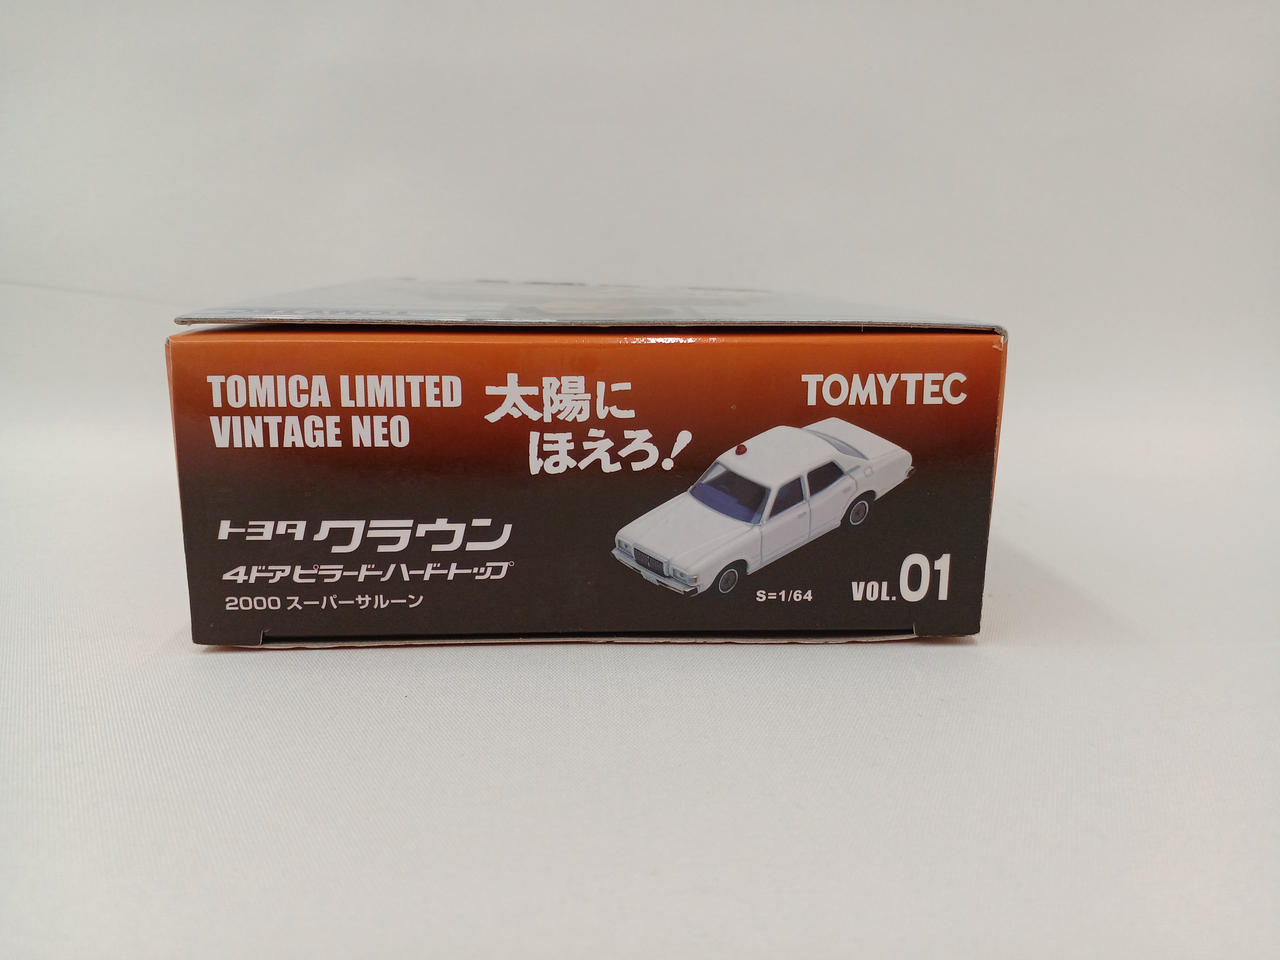 TOMICA LIMITED
VINTAGE NEO
太陽に
ほえろ!
TOMYTEC
トヨタ クラウン
4ドアピラードハードトップ
2000 スーパーサルーン
S=1/64
VOL.01